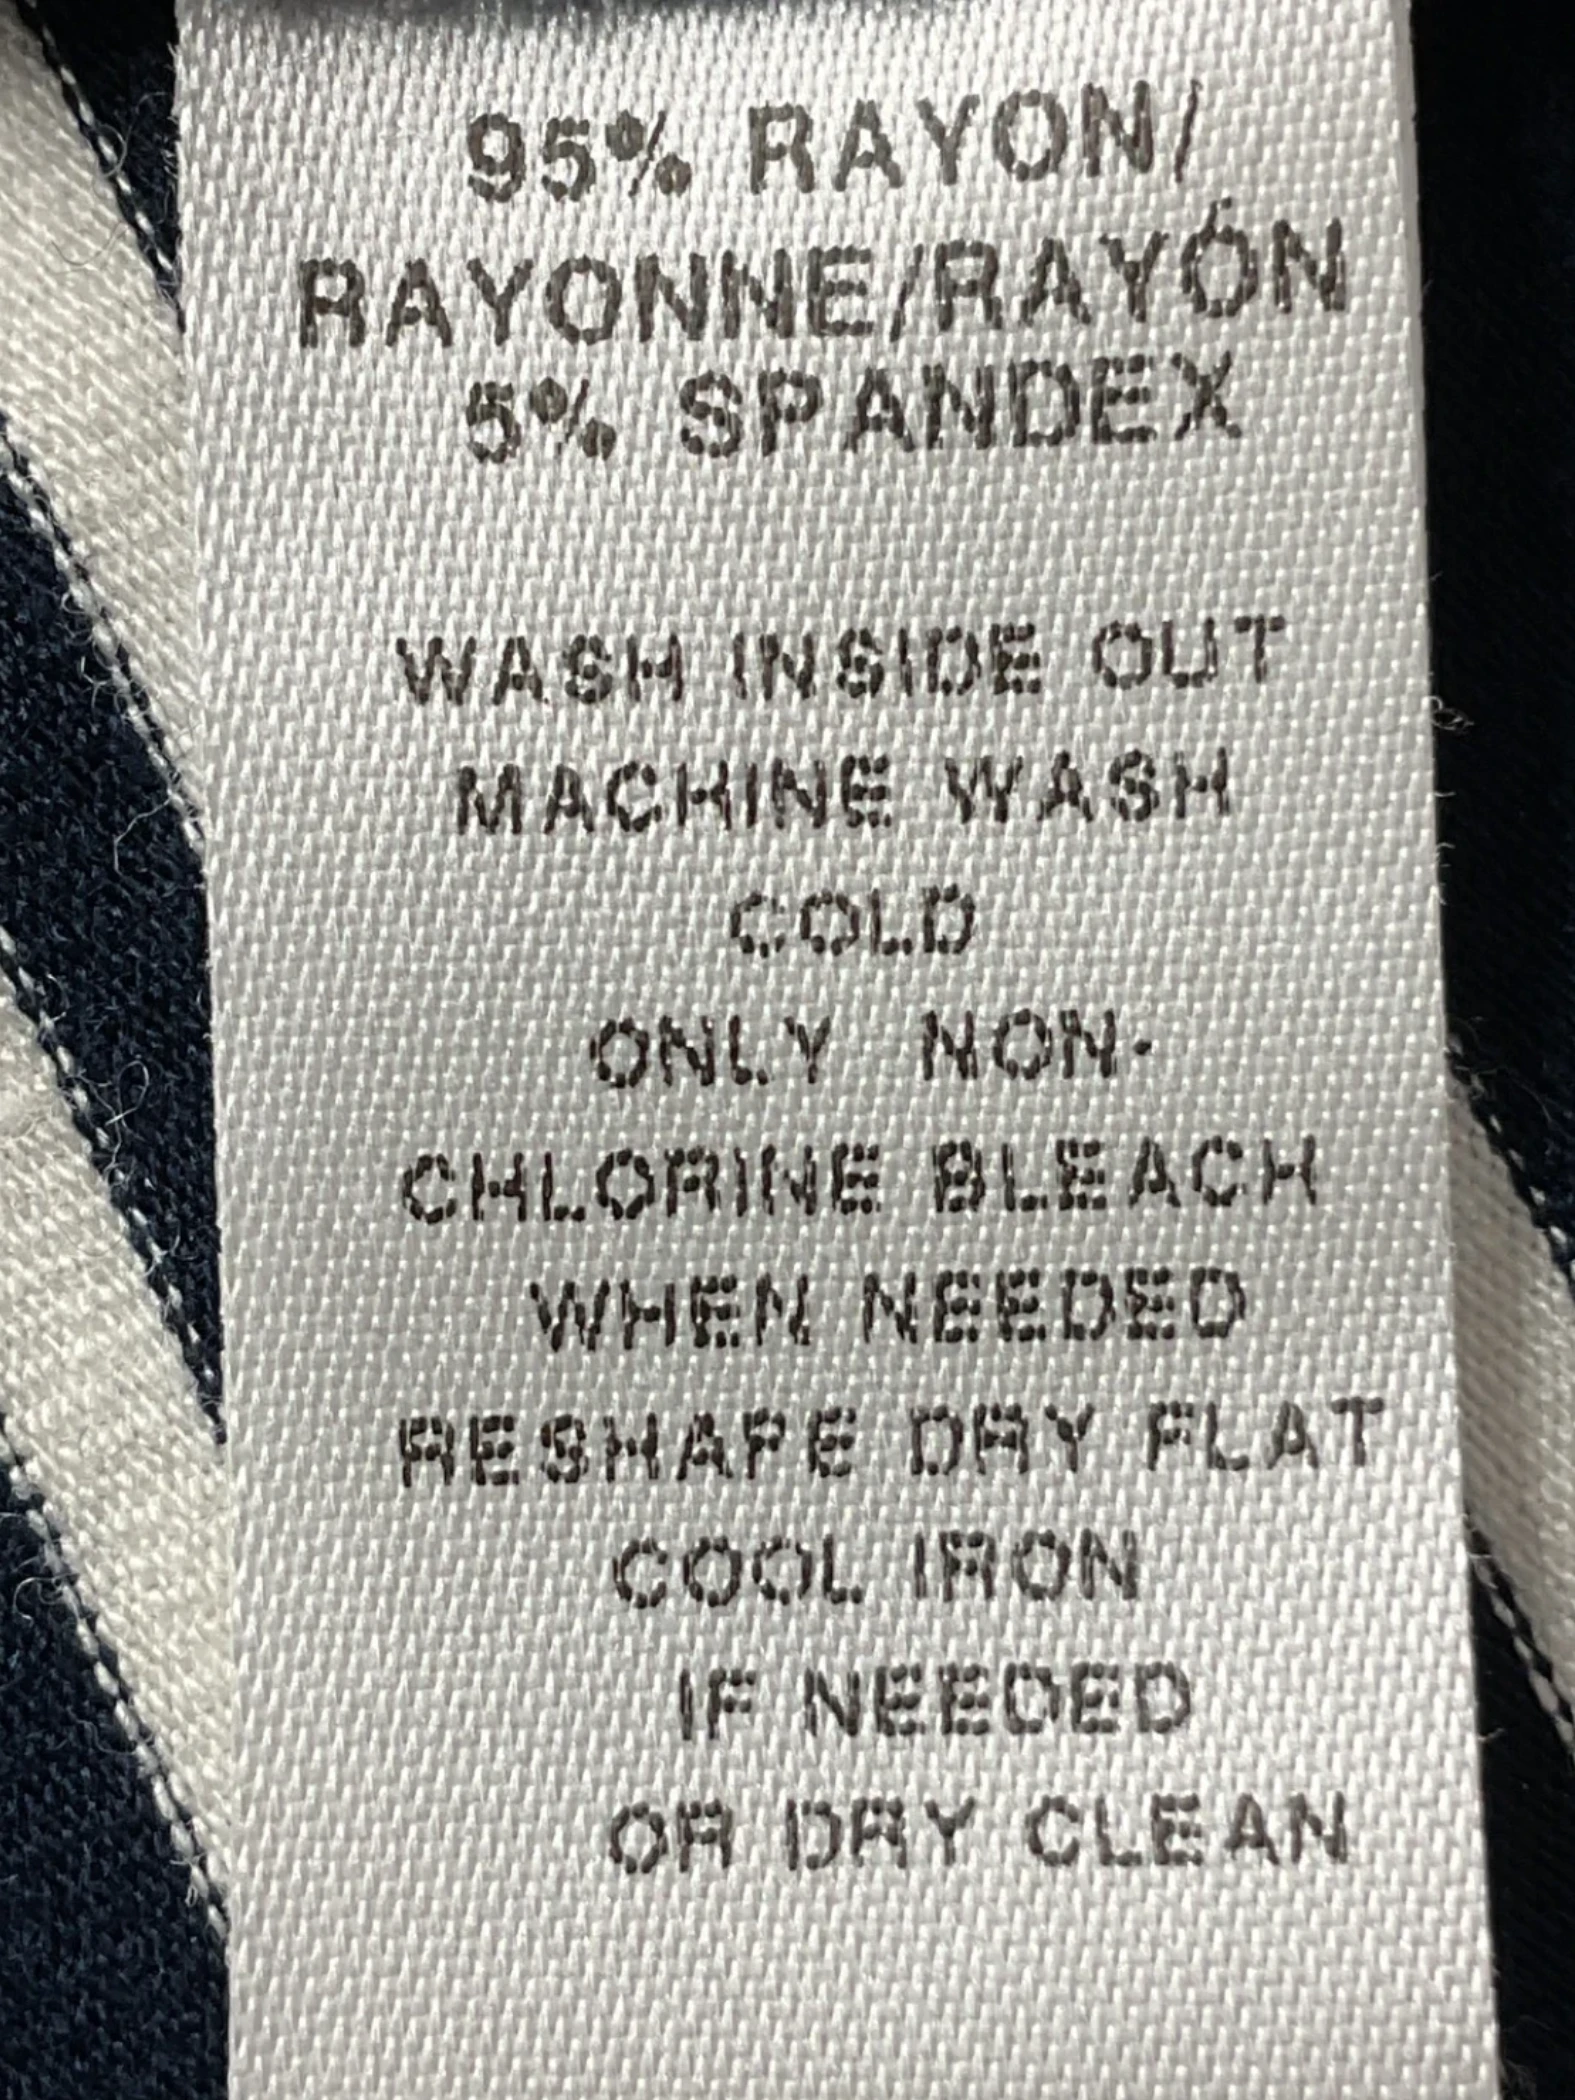 95% RAYON/
RAYONNE/RAYÓN
5% SPANDEX
WASH INSIDE OUT
MACHINE WASH
COLD
ONLY NON-
CHLORINE BLEACH
WHEN NEEDED
RESHAPE DRY FLAT
COOL IRON
IF NEEDED
OR DRY CLEAN